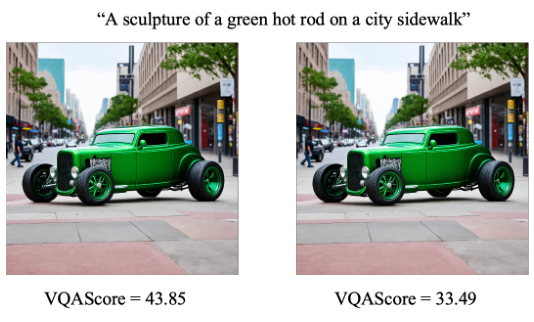 “A sculpture of a green hot rod on a city sidewalk”
VQAScore = 43.85
VQAScore = 33.49